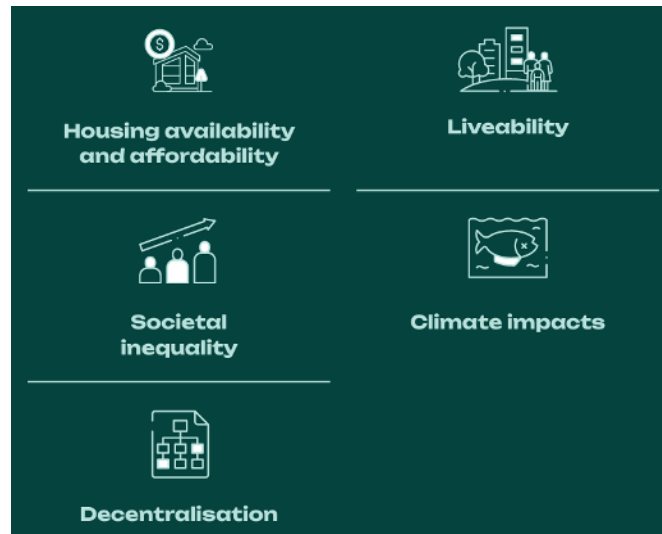 $
Housing availability
and affordability
Liveability
Societal
inequality
Climate impacts
Decentralisation